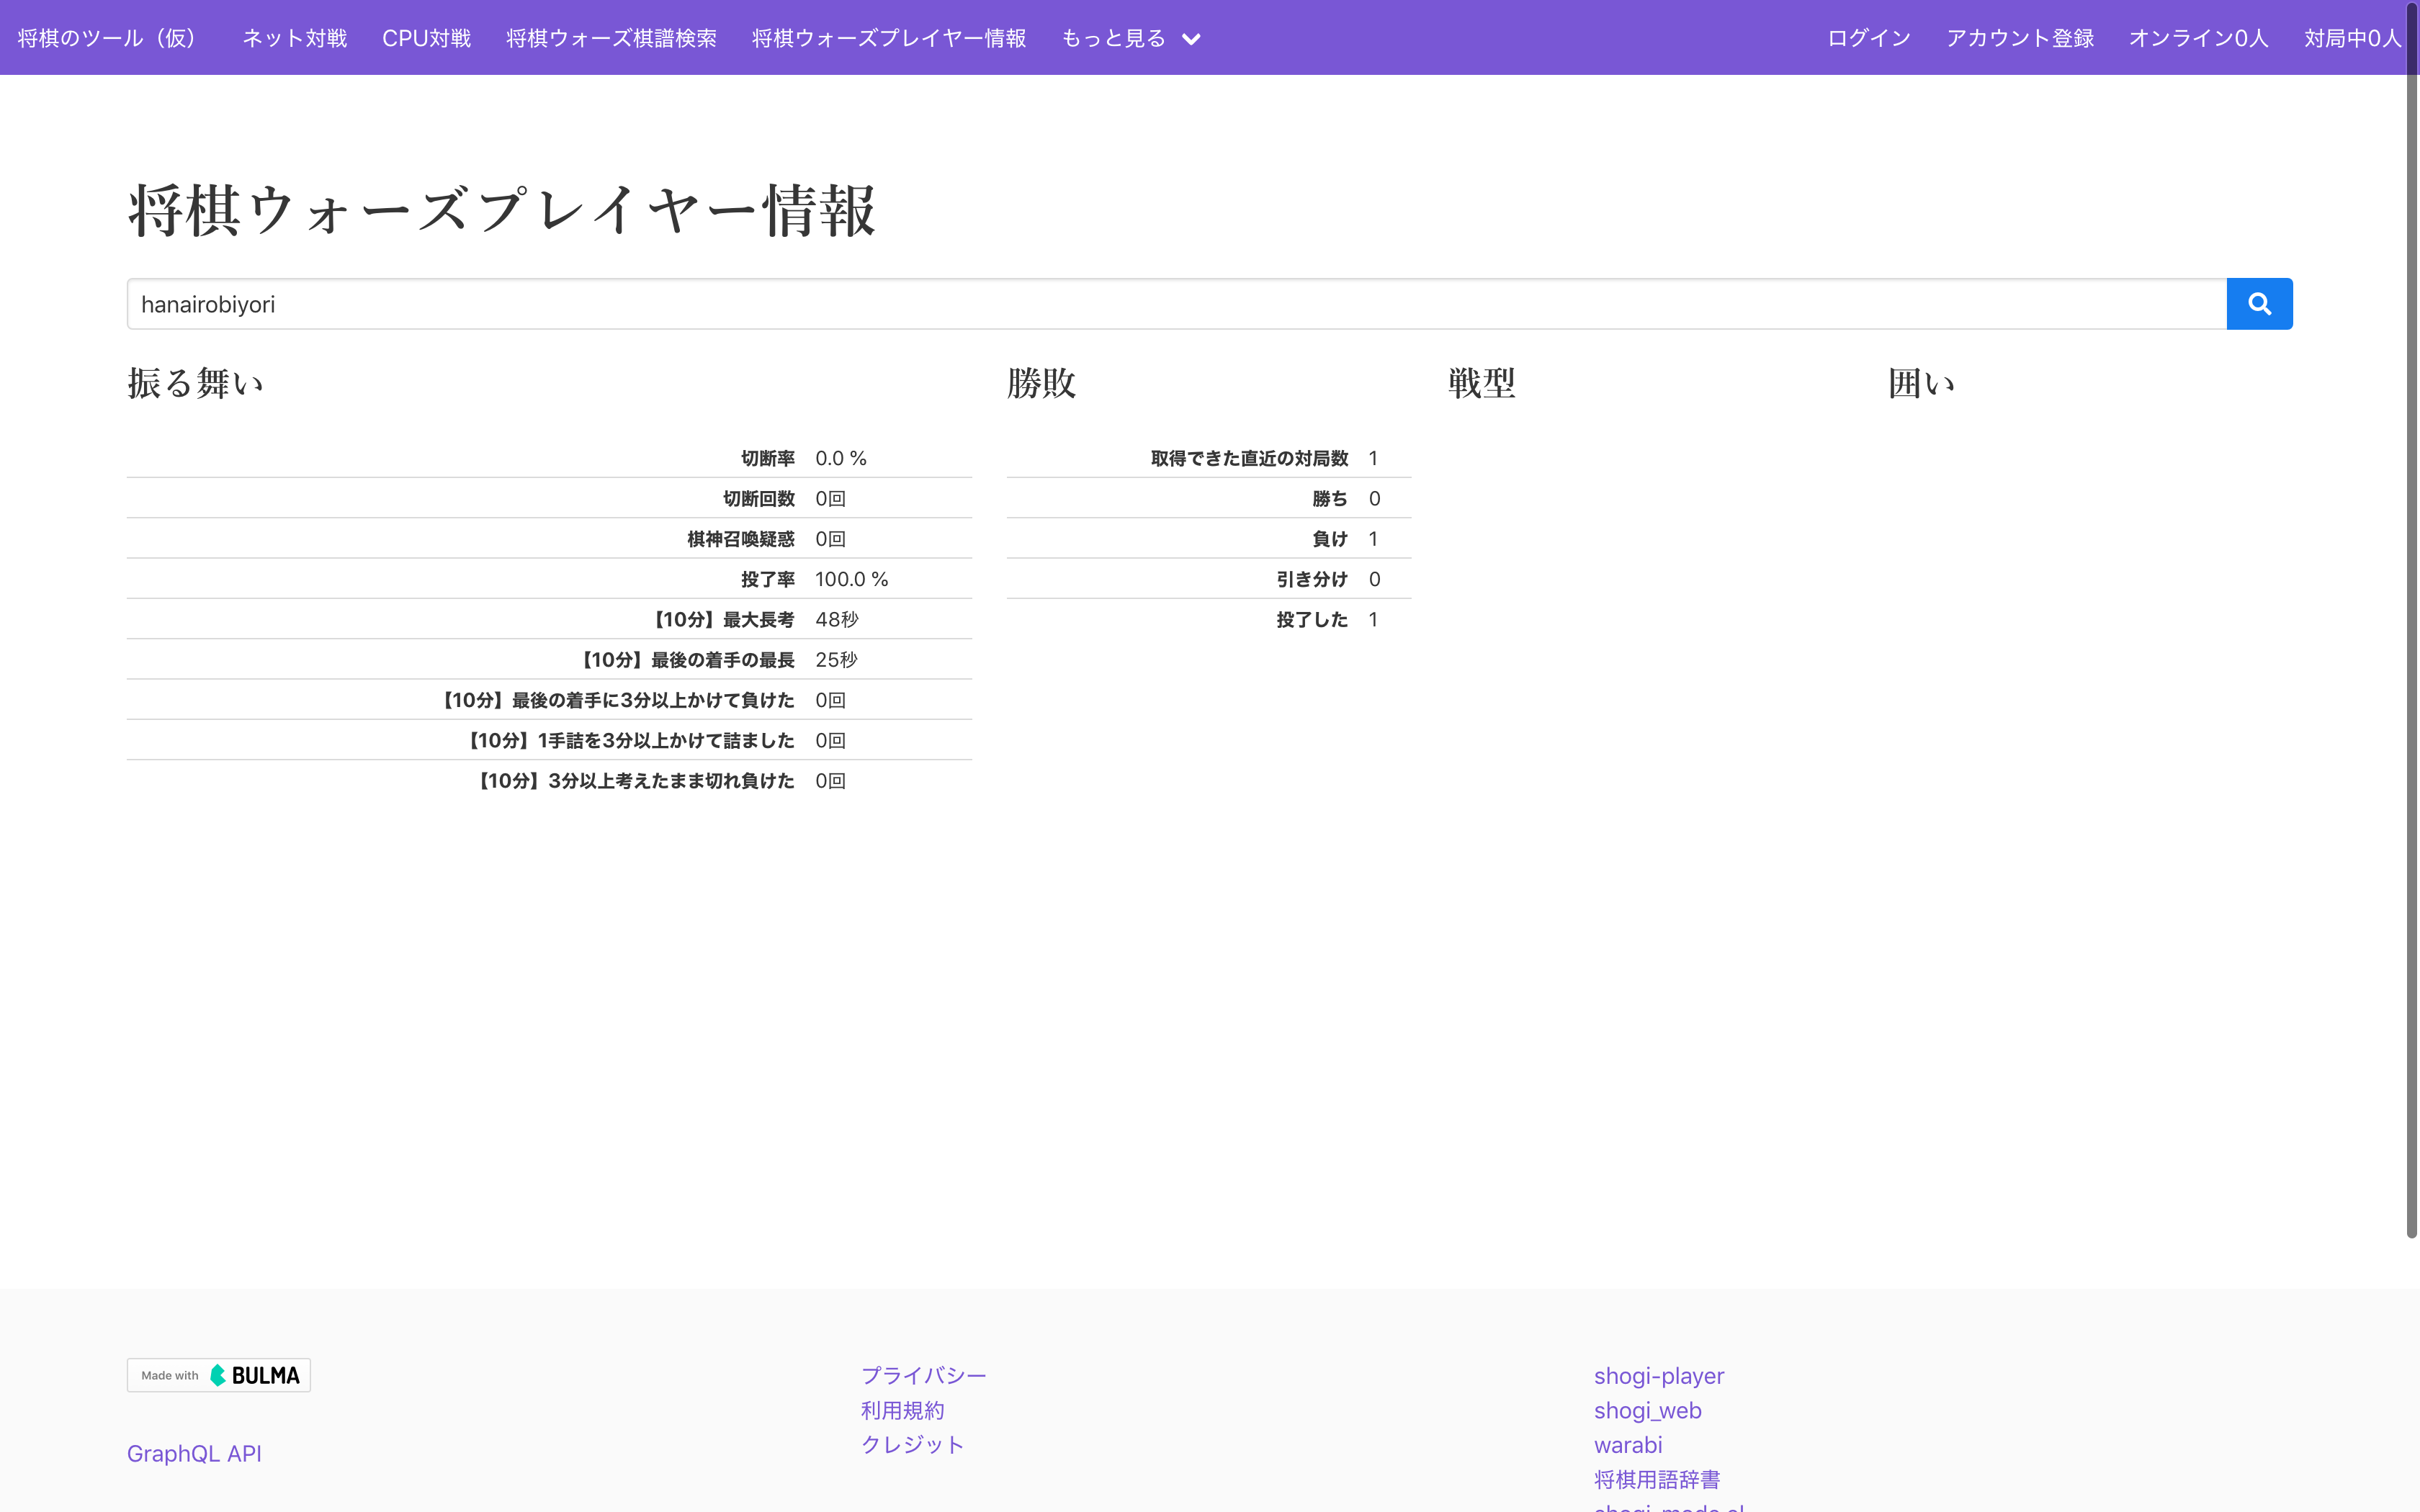 将棋のツール（仮） ネット対戦 CPU対戦 将棋ウォーズ棋譜検索 将棋ウォーズプレイヤー情報 もっと見る ログイン アカウント登録 オンライン0人 対局中0人
将棋ウォーズプレイヤー情報
hanairobiyori
振る舞い
切断率 0.0 %
切断回数 0回
棋神召喚疑惑 0回
投了率 100.0 %
【10分】最大長考 48秒
【10分】最後の着手の最長 25秒
【10分】最後の着手に3分以上かけて負けた 0回
【10分】1手詰を3分以上かけて詰ました 0回
【10分】3分以上考えたまま切れ負けた 0回
勝敗
取得できた直近の対局数 1
勝ち 0
負け 1
引き分け 0
投了した 1
戦型
囲い
Made with BULMA
GraphQL API
プライバシー
利用規約
クレジット
shogi-player
shogi_web
warabi
将棋用語辞書